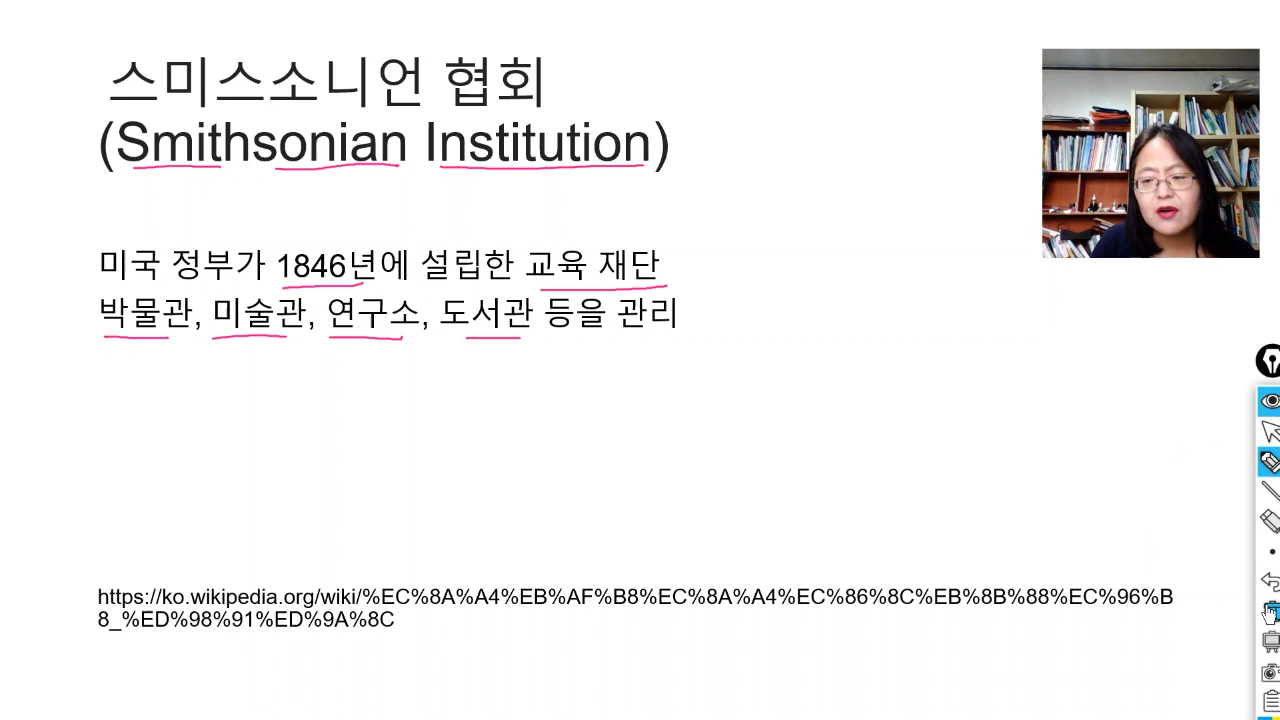 스미스소니언 협회
(Smithsonian Institution)
미국 정부가 1846년에 설립한 교육 재단
박물관, 미술관, 연구소, 도서관 등을 관리
https://ko.wikipedia.org/wiki/%EC%8A%A4%EB%AF%B8%EC%8A%A4%EC%86%8C%EB%8B%88%EC%96%B
8_%ED%98%91%ED%9A%8C